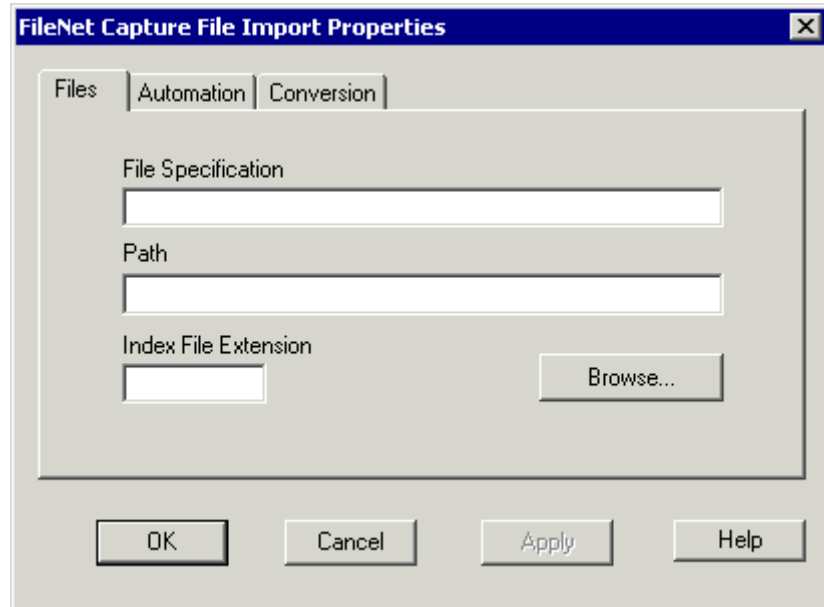 FileNet Capture File Import Properties
Files Automation Conversion
File Specification
Path
Index File Extension
Browse...
OK Cancel Apply Help